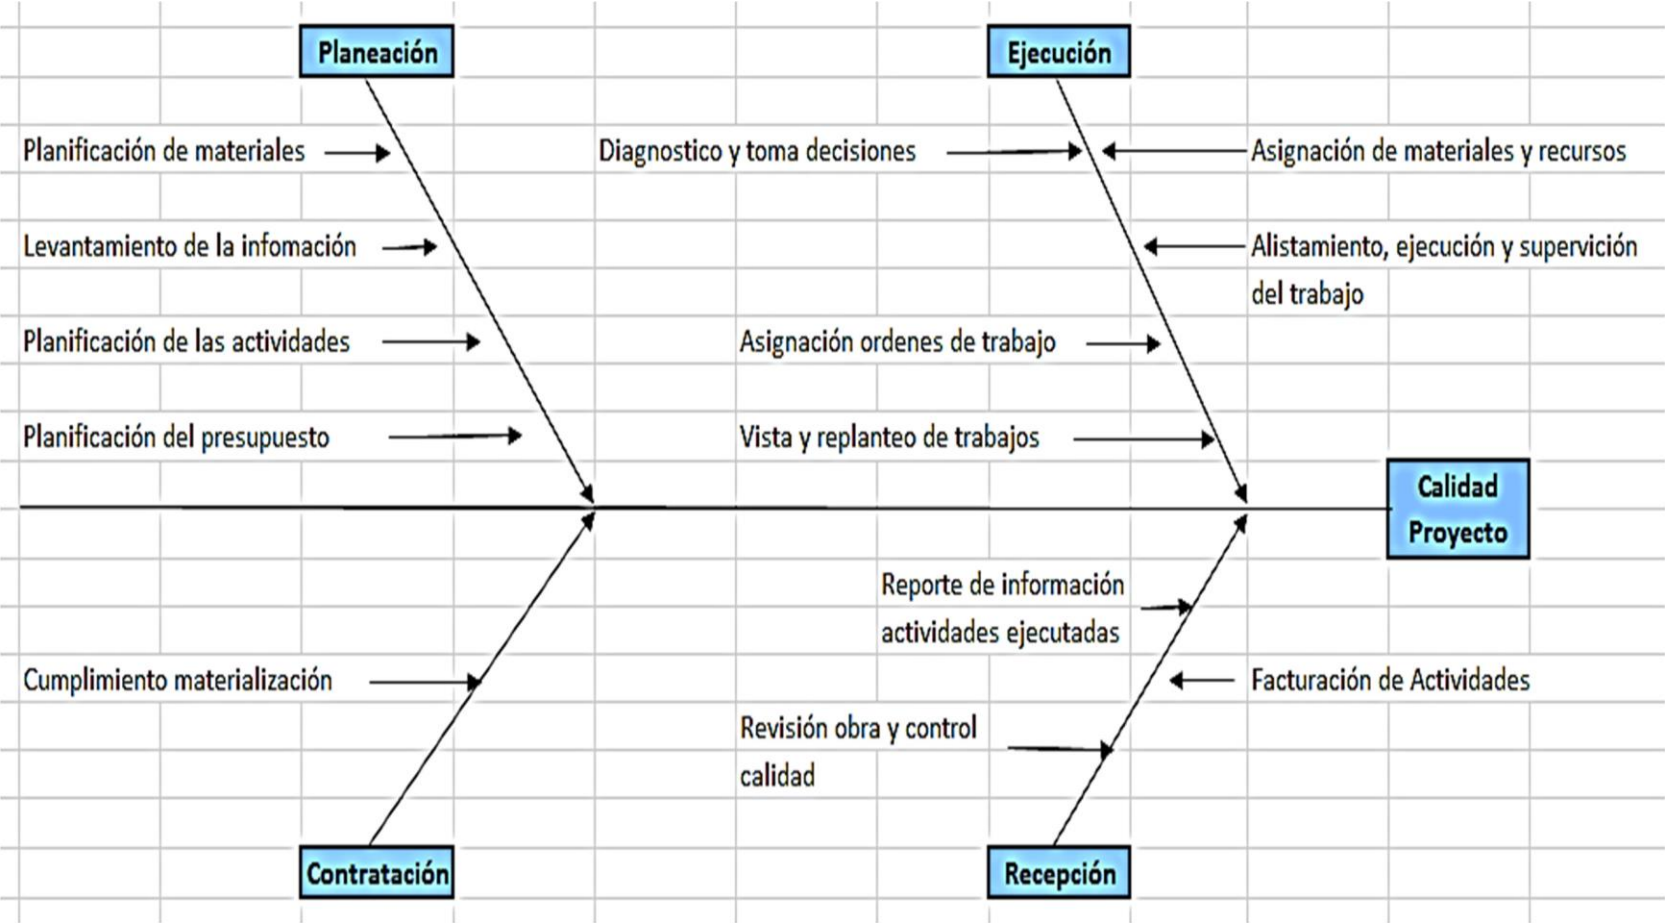 Planeación
Ejecución
Planificación de materiales
Diagnostico y toma decisiones
Asignación de materiales y recursos
Levantamiento de la infomación
Alistamiento, ejecución y supervición
del trabajo
Planificación de las actividades
Asignación ordenes de trabajo
Planificación del presupuesto
Vista y replanteo de trabajos
Calidad
Proyecto
Reporte de información
actividades ejecutadas
Cumplimiento materialización
Facturación de Actividades
Revisión obra y control
calidad
Contratación
Recepción